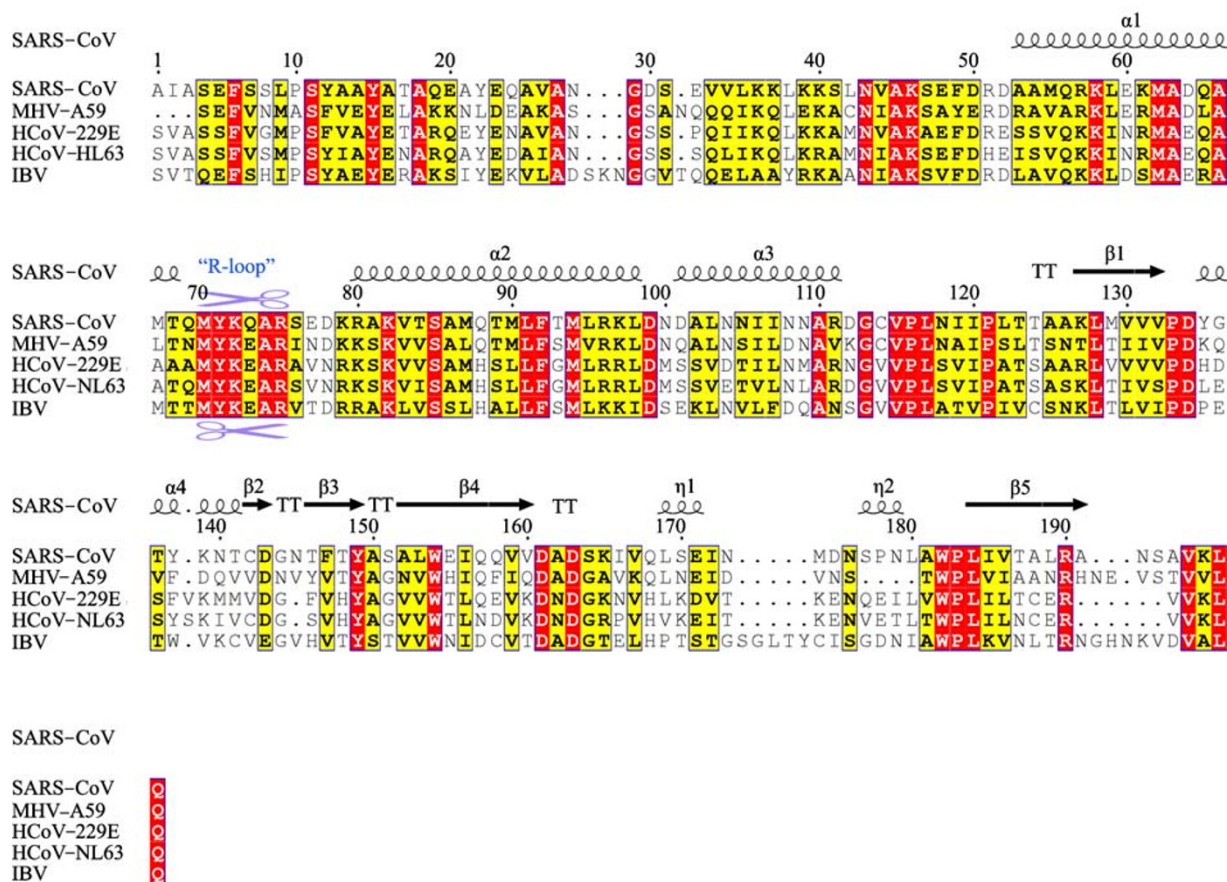 α1
SARS-CoV
1 10 20 30 40 50 60
SARS-CoV AIASEFSSLPSYAAYATAQEAYEQAVAN...GDS.EVVLKKLKKSLNVAKSEFDRDAAMQRKLEKMADQA
MHV-A59 ...SEFVNMASFVEYELAKKNLDEAKAS...GSANQQQIKQLEKACNIAKSAYERDRAVARKLERMADLA
HCoV-229E SVASSFVGMPSFVAYETARQEYENAVAN...GSS.PQIIKQLKKAMNVAKAEFDRESSVQKKINRMAEQA
HCoV-HL63 SVASSFVSMPSYIAYENARQAYEDAIAN...GSS.SQLIKQLKRAMNIAKSEFDHEISVQKKINRMAEQA
IBV SVTQEFSHIPSYAEYERAKSIYEKVLADSKNGGVTQQELAAYRKAANIAKSVFDRDLAVQKKLDSMAERA
α2 α3 β1
SARS-CoV “R-loop” TT
70 80 90 100 110 120 130
SARS-CoV MTQMYKQARSEDKRAKVTSAMQTMLFTMLRKLDNDALNNIINNARDGCVPLNIIPLTTAAKLMVVVPDYG
MHV-A59 LTNMYKEARINDKKSKVVSALQTMLFSMVRKLDNQALNSILDNAVKGCVPLNAIPSLTSNTLTIIVPDKQ
HCoV-229E AAAMYKEARAVNRKSKVVSAMHSLLFGMLRRLDMSSVDTILNMARNGVVPLSVIPATSAARLVVVVPDHD
HCoV-NL63 ATQMYKEARAVNRKSKVISAMHSLLFGMLRRLDMSSVETVLNLARDGVVPLSVIPATSASKLTIVSPDLE
IBV MTTMYKEARVTDRRAKLVSSLHALLFSMLKKIDSEKLNVLFDQANSGVVPLATVPIVCSNKLTLVIPDPE
α4 β2 β3 β4 η1 η2 β5
SARS-CoV TT TT TT
140 150 160 170 180 190
SARS-CoV TY.KNTCDGNTFTYASALWEIQQVVDADSKIVQLSEIN.....MDNSPNLAWPLIVTALRA...NSAVKL
MHV-A59 VF.DQVVDNVYVTYAGNVWHIQFIQDADGAVKQLNEID.....VNS....TWPLVIAANRHNE.VSTVVL
HCoV-229E SFVKMMVDG.FVHYAGVVWTLQEVKDNDGKNVHLKDVT.....KENQEILVWPLILTCER......VVKL
HCoV-NL63 SYSKIVCDG.SVHYAGVVWTLNDVKDNDGRPVHVKEIT.....KENVETLTWPLILNCER......VVKL
IBV TW.VKCVEGVHVTYSTVVWNIDCVTDADGTELHPTSTGSGLTYCISGDNIAWPLKVNLTRNGHNKVDVAL
SARS-CoV
SARS-CoV Q
MHV-A59 Q
HCoV-229E Q
HCoV-NL63 Q
IBV Q